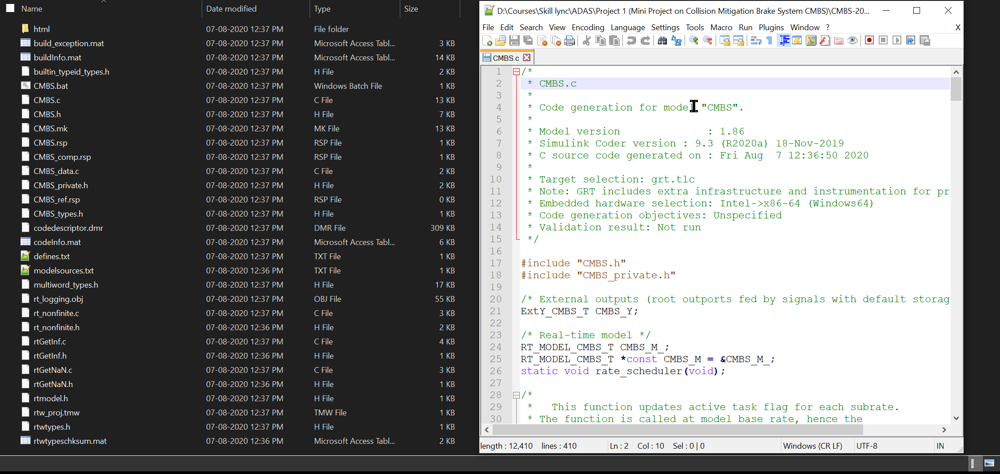 Name Date modified Type Size
html 07-08-2020 12:37 PM File folder
build_exception.mat 07-08-2020 12:37 PM Microsoft Access Tabl... 3 KB
buildInfo.mat 07-08-2020 12:37 PM Microsoft Access Tabl... 14 KB
builtin_typeid_types.h 07-08-2020 12:37 PM H File 2 KB
CMBS.bat 07-08-2020 12:37 PM Windows Batch File 1 KB
CMBS.c 07-08-2020 12:37 PM C File 13 KB
CMBS.h 07-08-2020 12:37 PM H File 7 KB
CMBS.mk 07-08-2020 12:37 PM MK File 13 KB
CMBS.rsp 07-08-2020 12:37 PM RSP File 1 KB
CMBS_comp.rsp 07-08-2020 12:37 PM RSP File 1 KB
CMBS_data.c 07-08-2020 12:37 PM C File 2 KB
CMBS_private.h 07-08-2020 12:37 PM H File 2 KB
CMBS_ref.rsp 07-08-2020 12:37 PM RSP File 0 KB
CMBS_types.h 07-08-2020 12:37 PM H File 1 KB
codedescriptor.dmr 07-08-2020 12:37 PM DMR File 309 KB
codeInfo.mat 07-08-2020 12:37 PM Microsoft Access Tabl... 6 KB
defines.txt 07-08-2020 12:37 PM TXT File 1 KB
modelsources.txt 07-08-2020 12:36 PM TXT File 1 KB
multiword_types.h 07-08-2020 12:37 PM H File 17 KB
rt_logging.obj 07-08-2020 12:37 PM OBJ File 55 KB
rt_nonfinite.c 07-08-2020 12:37 PM C File 3 KB
rt_nonfinite.h 07-08-2020 12:36 PM H File 2 KB
rtGetInf.c 07-08-2020 12:37 PM C File 4 KB
rtGetInf.h 07-08-2020 12:36 PM H File 1 KB
rtGetNaN.c 07-08-2020 12:37 PM C File 3 KB
rtGetNaN.h 07-08-2020 12:36 PM H File 1 KB
rtmodel.h 07-08-2020 12:37 PM H File 1 KB
rtw_proj.tmw 07-08-2020 12:37 PM TMW File 1 KB
rtwtypes.h 07-08-2020 12:37 PM H File 1 KB
rtwtypeschksum.mat 07-08-2020 12:36 PM Microsoft Access Tabl... 2 KB
D:\Courses\Skill lync\ADAS\Project 1 (Mini Project on Collision Mitigation Brake System CMBS)\CMBS-20...
File Edit Search View Encoding Language Settings Tools Macro Run Plugins Window ? X
CMBS.c
1 /*
2 * CMBS.c
3 *
4 * Code generation for model "CMBS".
5 *
6 * Model version : 1.86
7 * Simulink Coder version : 9.3 (R2020a) 18-Nov-2019
8 * C source code generated on : Fri Aug 7 12:36:50 2020
9 *
10 * Target selection: grt.tlc
11 * Note: GRT includes extra infrastructure and instrumentation for pr
12 * Embedded hardware selection: Intel->x86-64 (Windows64)
13 * Code generation objectives: Unspecified
14 * Validation result: Not run
15 */
16
17 #include "CMBS.h"
18 #include "CMBS_private.h"
19
20 /* External outputs (root outports fed by signals with default storag
21 ExtY_CMBS_T CMBS_Y;
22
23 /* Real-time model */
24 RT_MODEL_CMBS_T CMBS_M_;
25 RT_MODEL_CMBS_T *const CMBS_M = &CMBS_M_;
26 static void rate_scheduler(void);
27
28 /*
29 * This function updates active task flag for each subrate.
30 * The function is called at model base rate, hence the
length : 12,410 lines : 410 Ln : 2 Col : 10 Sel : 0 | 0 Windows (CR LF) UTF-8 IN